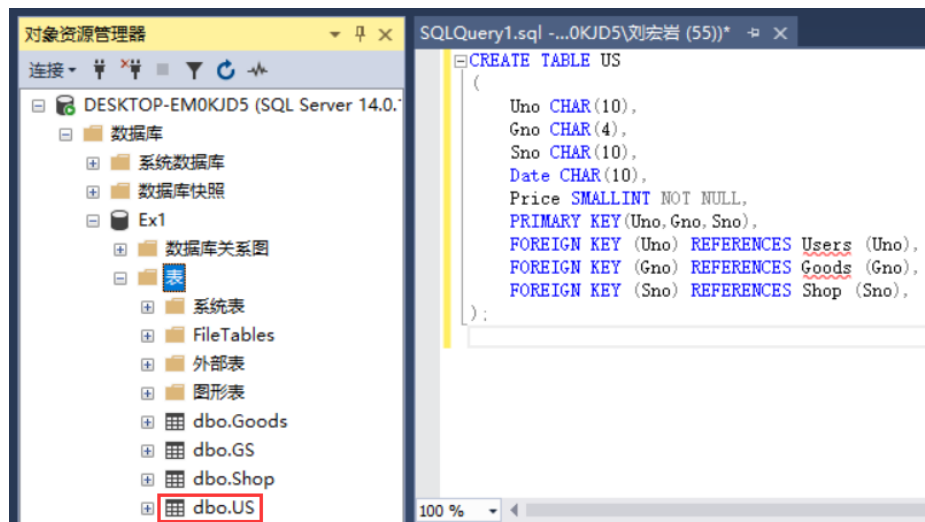 对象资源管理器
连接
DESKTOP-EM0KJD5 (SQL Server 14.0.
数据库
系统数据库
数据库快照
Ex1
数据库关系图
表
系统表
FileTables
外部表
图形表
dbo.Goods
dbo.GS
dbo.Shop
dbo.US
SQLQuery1.sql -...0KJD5\刘宏岩 (55))*
CREATE TABLE US
(
Uno CHAR(10),
Gno CHAR(4),
Sno CHAR(10),
Date CHAR(10),
Price SMALLINT NOT NULL,
PRIMARY KEY(Uno,Gno,Sno),
FOREIGN KEY (Uno) REFERENCES Users (Uno),
FOREIGN KEY (Gno) REFERENCES Goods (Gno),
FOREIGN KEY (Sno) REFERENCES Shop (Sno),
);
100 %